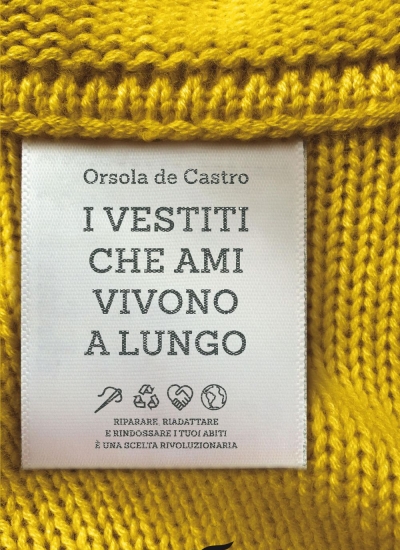 Orsola de Castro
I VESTITI
CHE AMI
VIVONO
A LUNGO
RIPARARE, RIADATTARE
E RINDOSSARE I TUOI ABITI
È UNA SCELTA RIVOLUZIONARIA